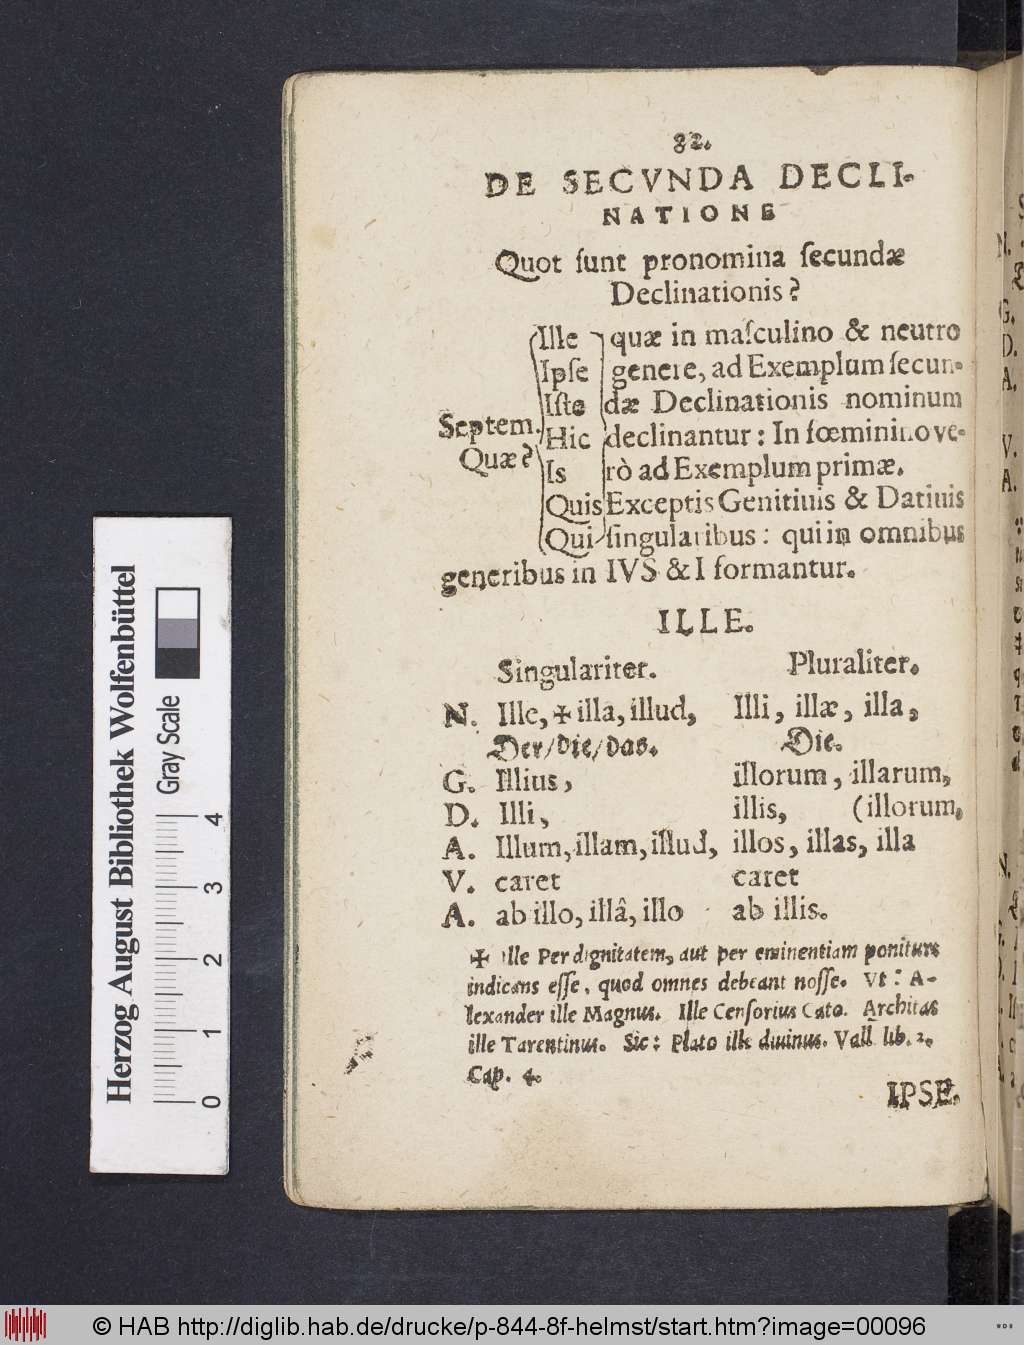 82.
DE SECVNDA DECLI-
NATIONE
Quot ſunt pronomina ſecundæ
Declinationis?
Septem.
Quæ?
Ille
Ipſe
Iſte
Hic
Is
Quis
Qui
quæ in maſculino & neutro
genere, ad Exemplum ſecun-
dæ Declinationis nominum
declinantur: In fœminino ve-
rò ad Exemplum primæ.
Exceptis Genitiuis & Datiuis
ſingularibus: qui in omnibus
generibus in IVS & I formantur.
ILLE.
Singulariter. Pluraliter.
N. Ille, ✠ illa, illud, Illi, illæ, illa,
Der/die/das. Die.
G. Illius, illorum, illarum,
D. Illi, illis, (illorum,
A. Illum, illam, illud, illos, illas, illa
V. caret caret
A. ab illo, illâ, illo ab illis.
✠ Ille Per dignitatem, aut per eminentiam ponitur
indicans eſſe, quod omnes debeant noſſe. Vt: A-
lexander ille Magnus. Ille Cenſorius Cato. Architas
ille Tarentinus. Sic: Plato ille diuinus. Vall lib. 2.
Cap. 4.
IPSE.
Herzog August Bibliothek Wolfenbüttel
Gray Scale
0 1 2 3 4
© HAB http://diglib.hab.de/drucke/p-844-8f-helmst/start.htm?image=00096